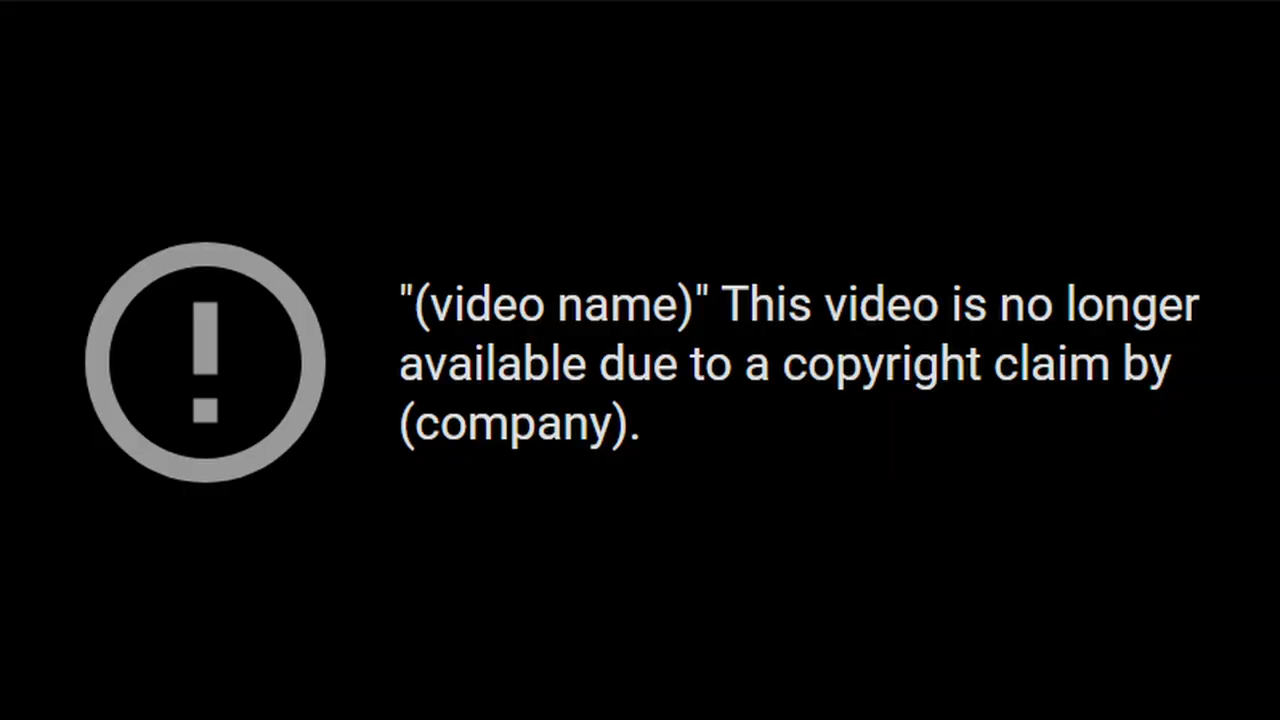 "(video name)" This video is no longer
available due to a copyright claim by
(company).